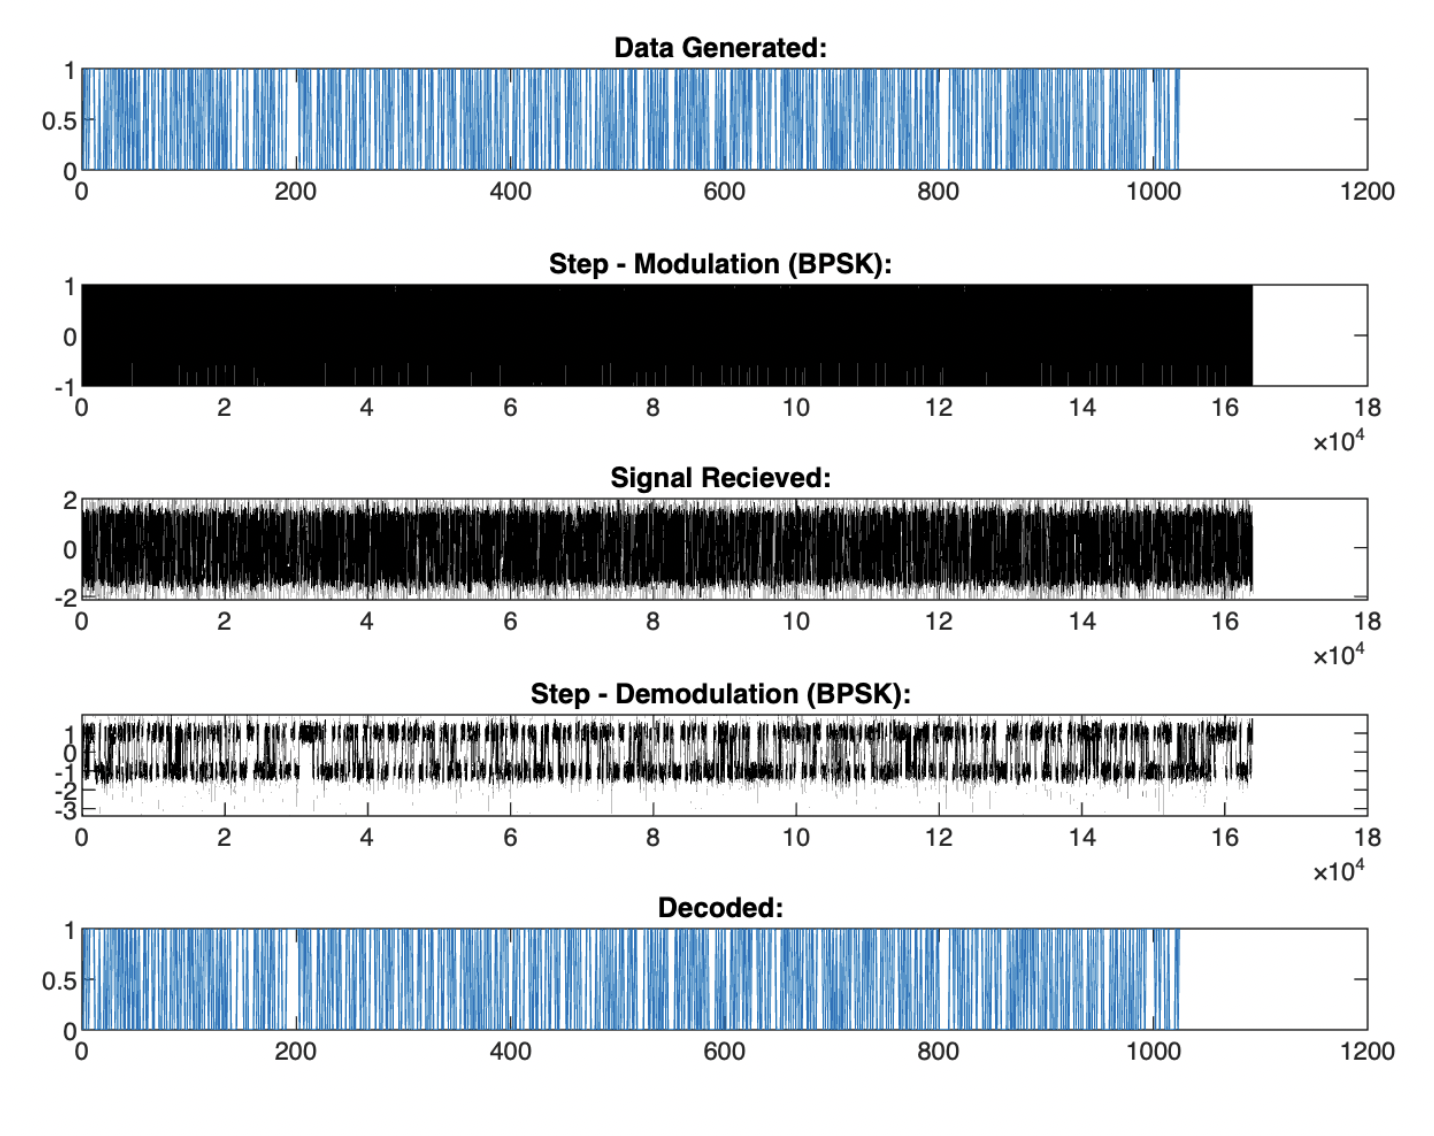 Data Generated:
1
0.5
0
0 200 400 600 800 1000 1200
Step - Modulation (BPSK):
1
0
-1
0 2 4 6 8 10 12 14 16 18
×10⁴
Signal Recieved:
2
0
-2
0 2 4 6 8 10 12 14 16 18
×10⁴
Step - Demodulation (BPSK):
1
0
-1
-2
-3
0 2 4 6 8 10 12 14 16 18
×10⁴
Decoded:
1
0.5
0
0 200 400 600 800 1000 1200